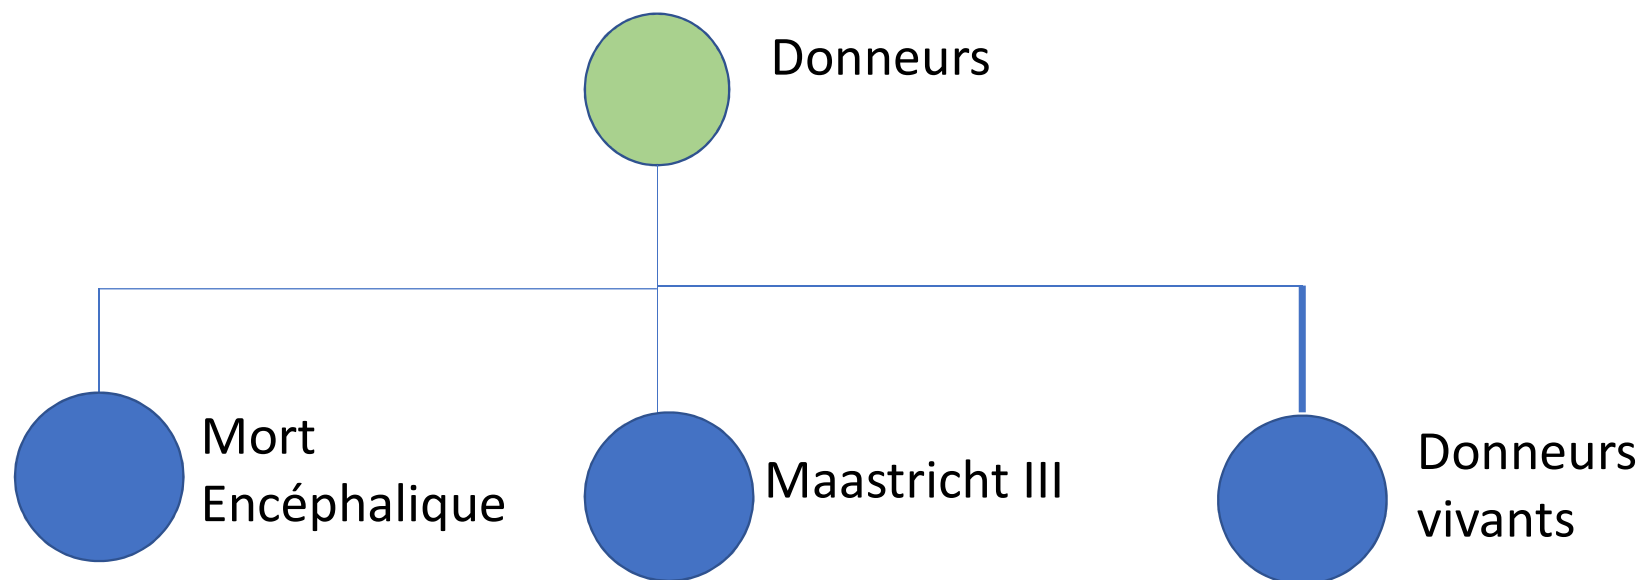 Donneurs
Mort
Encéphalique
Maastricht III
Donneurs
vivants